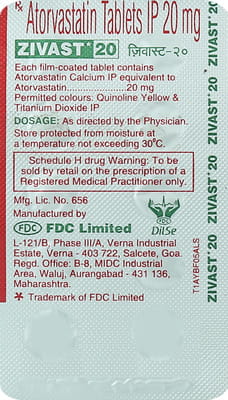 Rx Atorvastatin Tablets IP 20 mg
ZIVAST* 20 ज़िवास्ट-२०
Each film-coated tablet contains
Atorvastatin Calcium IP equivalent to
Atorvastatin....................20 mg
Permitted colours: Quinoline Yellow &
Titanium Dioxide IP
DOSAGE: As directed by the Physician.
Store protected from moisture at
a temperature not exceeding 30°C.
Schedule H drug Warning: To be
sold by retail on the prescription of a
Registered Medical Practitioner only.
Mfg. Lic. No. 656
Manufactured by
FDC FDC Limited
DilSe
L-121/B, Phase III/A, Verna Industrial
Estate, Verna - 403 722, Salcete, Goa.
Regd. Office: B-8, MIDC Industrial
Area, Waluj, Aurangabad - 431 136,
Maharashtra.
* Trademark of FDC Limited
T1AYBF05ALS
ZIVAST* 20 ZIVAST* 20 ZIVAST* 20